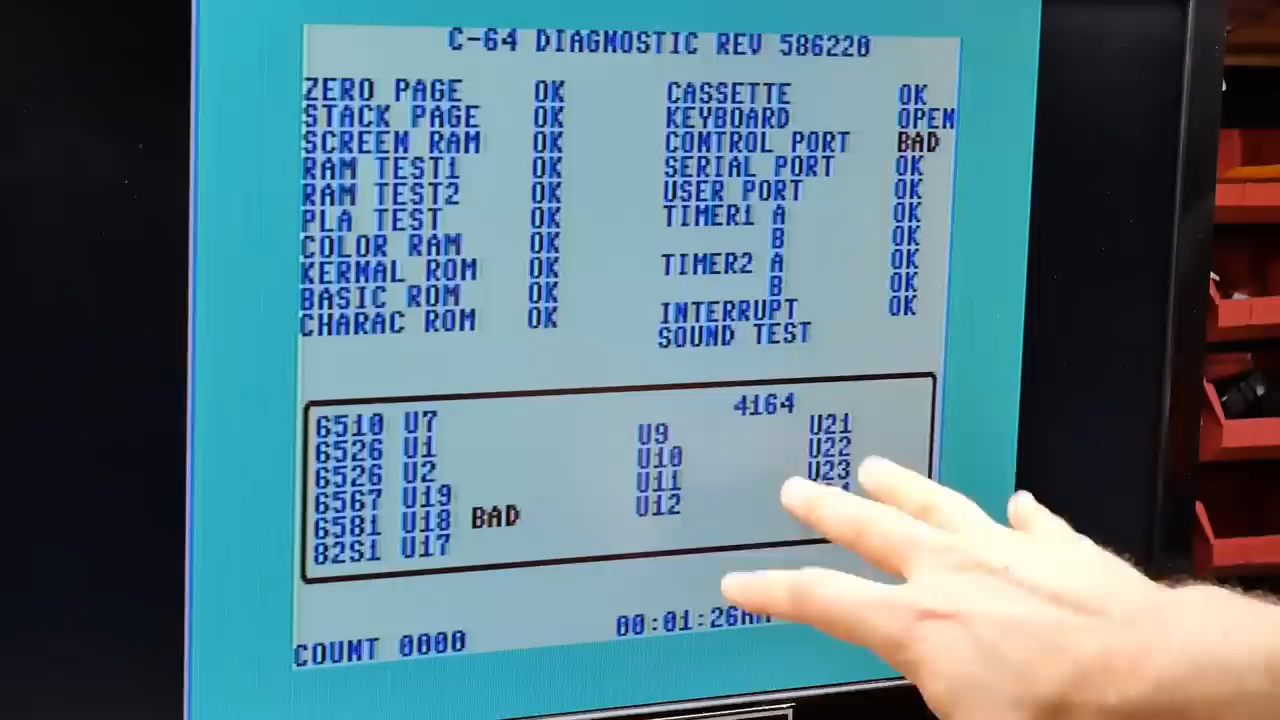 C-64 DIAGNOSTIC REV 586220
ZERO PAGE OK CASSETTE OK
STACK PAGE OK KEYBOARD OPEN
SCREEN RAM OK CONTROL PORT BAD
RAM TEST1 OK SERIAL PORT OK
RAM TEST2 OK USER PORT OK
PLA TEST OK TIMER1 A OK
COLOR RAM OK B OK
KERNAL ROM OK TIMER2 A OK
BASIC ROM OK B OK
CHARAC ROM OK INTERRUPT OK
SOUND TEST
4164
6510 U7 U9 U21
6526 U1 U10 U22
6526 U2 U11 U23
6567 U19 U12
6581 U18 BAD
82S1 U17
COUNT 0000 00:01:26